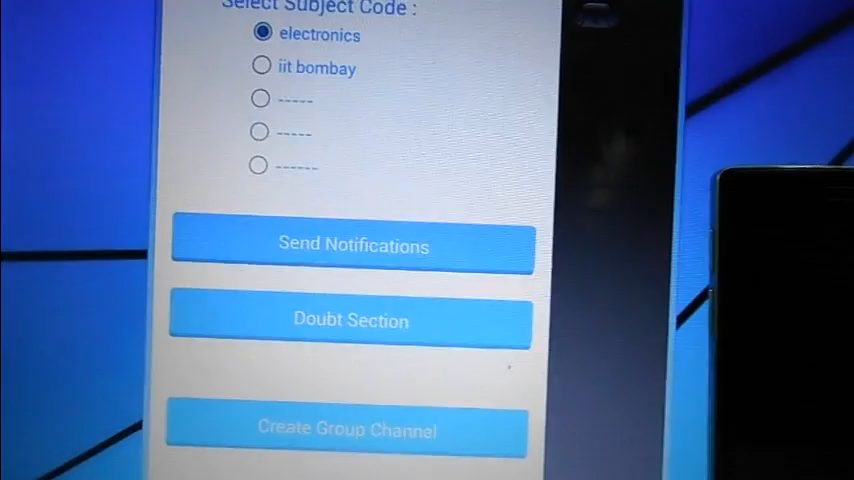 Select Subject Code :
electronics
iit bombay
-----
-----
------
Send Notifications
Doubt Section
Create Group Channel